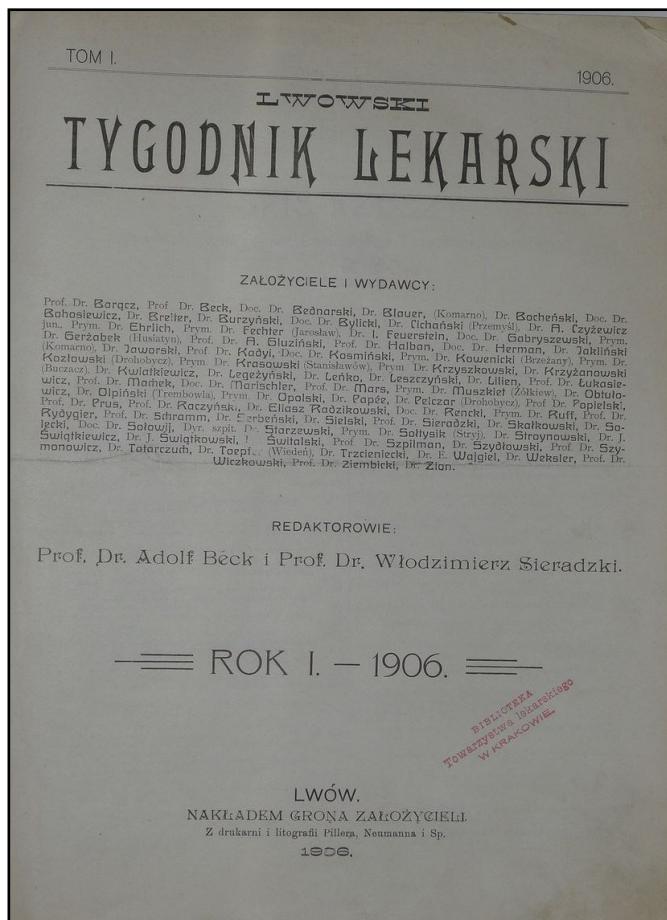 TOM I.
1906.
LWOWSKI
TYGODNIK LEKARSKI
ZAŁOŻYCIELE I WYDAWCY:
Prof. Dr. Barącz, Prof Dr. Beck, Doc. Dr. Bednarski, Dr. Blauer, (Komarno), Dr. Bocheński, Doc. Dr.
Bohosiewicz, Dr. Breiter, Dr. Burzyński, Doc. Dr. Bylicki, Dr. Cichański (Przemyśl), Dr. A. Czyżewicz
jun., Prym. Dr. Ehrlich, Prym. Dr. Fechter (Jarosław), Dr. I. Feuerstein, Doc. Dr. Gabryszewski, Prym.
Dr. Gerżabek (Husiatyn), Prof. Dr. A. Gluziński, Prof. Dr. Halban, Doc. Dr. Herman, Dr. Jakliński
(Komarno), Dr. Jaworski, Prof. Dr. Kadyi, Doc. Dr. Kośmiński, Prym. Dr. Kowenicki (Brzeżany), Prym. Dr.
Kozłowski (Drohobycz), Prym Dr. Krasowski (Stanisławów), Prym Dr. Krzyszkowski, Dr. Krzyżanowski
(Buczacz), Dr. Kwiatkiewicz, Dr. Legeżyński, Dr. Leńko, Dr. Leszczyński, Dr. Lilien, Prof. Dr. Łukasie-
wicz, Prof. Dr. Machek, Doc. Dr. Marischler, Prof. Dr. Mars, Prym. Dr. Muszkiet (Żółkiew), Dr. Obtuło-
wicz, Dr. Olpiński (Trembowla), Prym. Dr. Opolski, Dr. Papée, Dr. Pelczar (Drohobycz), Prof Dr. Popielski,
Prof. Dr. Prus, Prof. Dr. Raczyński, Dr. Eliasz Radzikowski, Doc. Dr. Rencki, Prym. Dr. Ruff, Prof. Dr.
Rydygier, Prof. Dr. Schramm, Dr. Serbeński, Dr. Sielski, Prof. Dr. Sieradzki, Dr. Skałkowski, Dr. So-
lecki, Doc. Dr. Sołowij, Dyr. szpit. Dr. Starzewski, Prym. Dr. Sołtysik (Stryj), Dr. Stroynowski, Dr. J.
Świątkiewicz, Dr. J. Świątkowski, Świtalski, Prof Dr. Szpilman, Dr. Szydłowski, Prof Dr. Szy-
monowicz, Dr. Tatarczuch, Dr. (Wiedeń), Dr. Trzcieniecki, Dr. E. Wajgiel, Dr. Weksler, Prof. Dr.
Wiczkowski, Prof. Dr. Ziembicki, Dr. Zion.
REDAKTOROWIE:
Prof. Dr. Adolf Beck i Prof. Dr. Włodzimierz Sieradzki.
ROK I. — 1906.
BIBLIOTEKA
Towarzystwa lekarskiego
W KRAKOWIE.
LWÓW.
NAKŁADEM GRONA ZAŁOŻYCIELI.
Z drukarni i litografii Pillera, Neumanna i Sp.
1906.